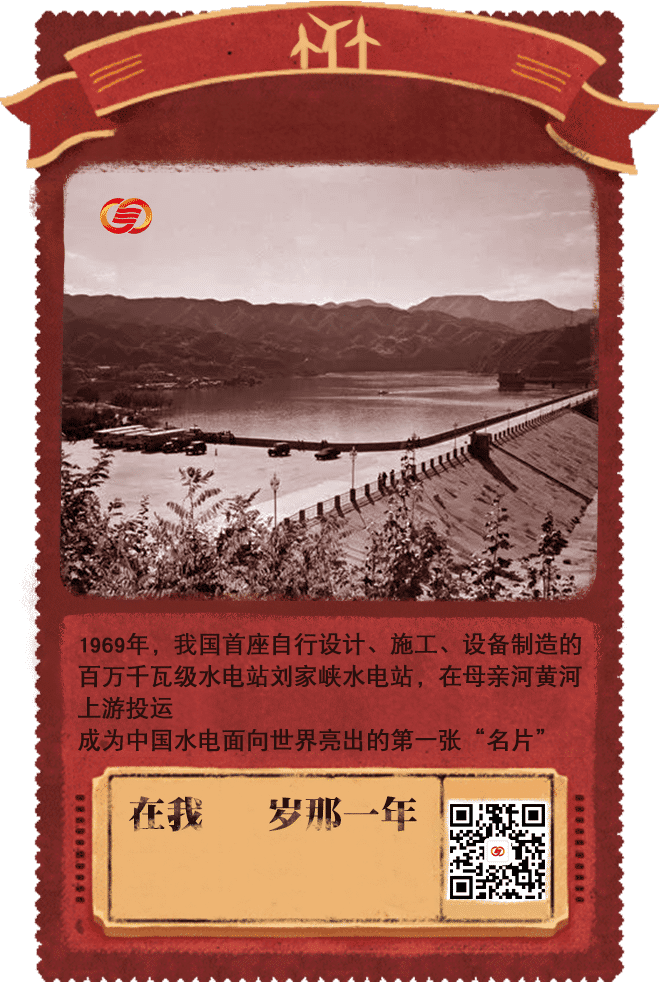 1969年，我国首座自行设计、施工、设备制造的
百万千瓦级水电站刘家峡水电站，在母亲河黄河
上游投运
成为中国水电面向世界亮出的第一张“名片”
在我 岁那一年